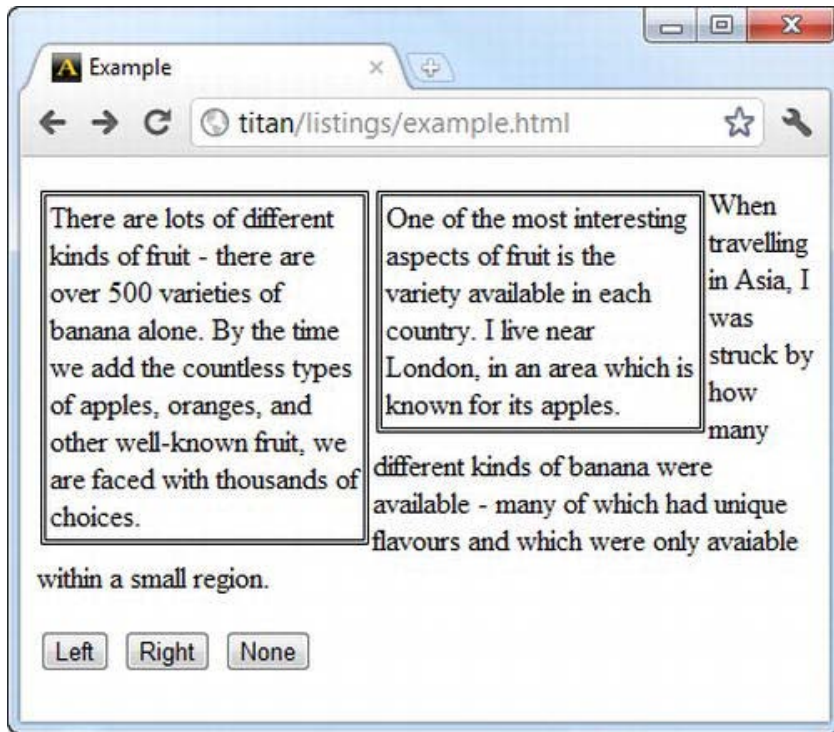 Example
titan/listings/example.html
There are lots of different
kinds of fruit - there are
over 500 varieties of
banana alone. By the time
we add the countless types
of apples, oranges, and
other well-known fruit, we
are faced with thousands of
choices.
One of the most interesting
aspects of fruit is the
variety available in each
country. I live near
London, in an area which is
known for its apples.
When
travelling
in Asia, I
was
struck by
how
many
different kinds of banana were
available - many of which had unique
flavours and which were only avaiable
within a small region.
Left Right None